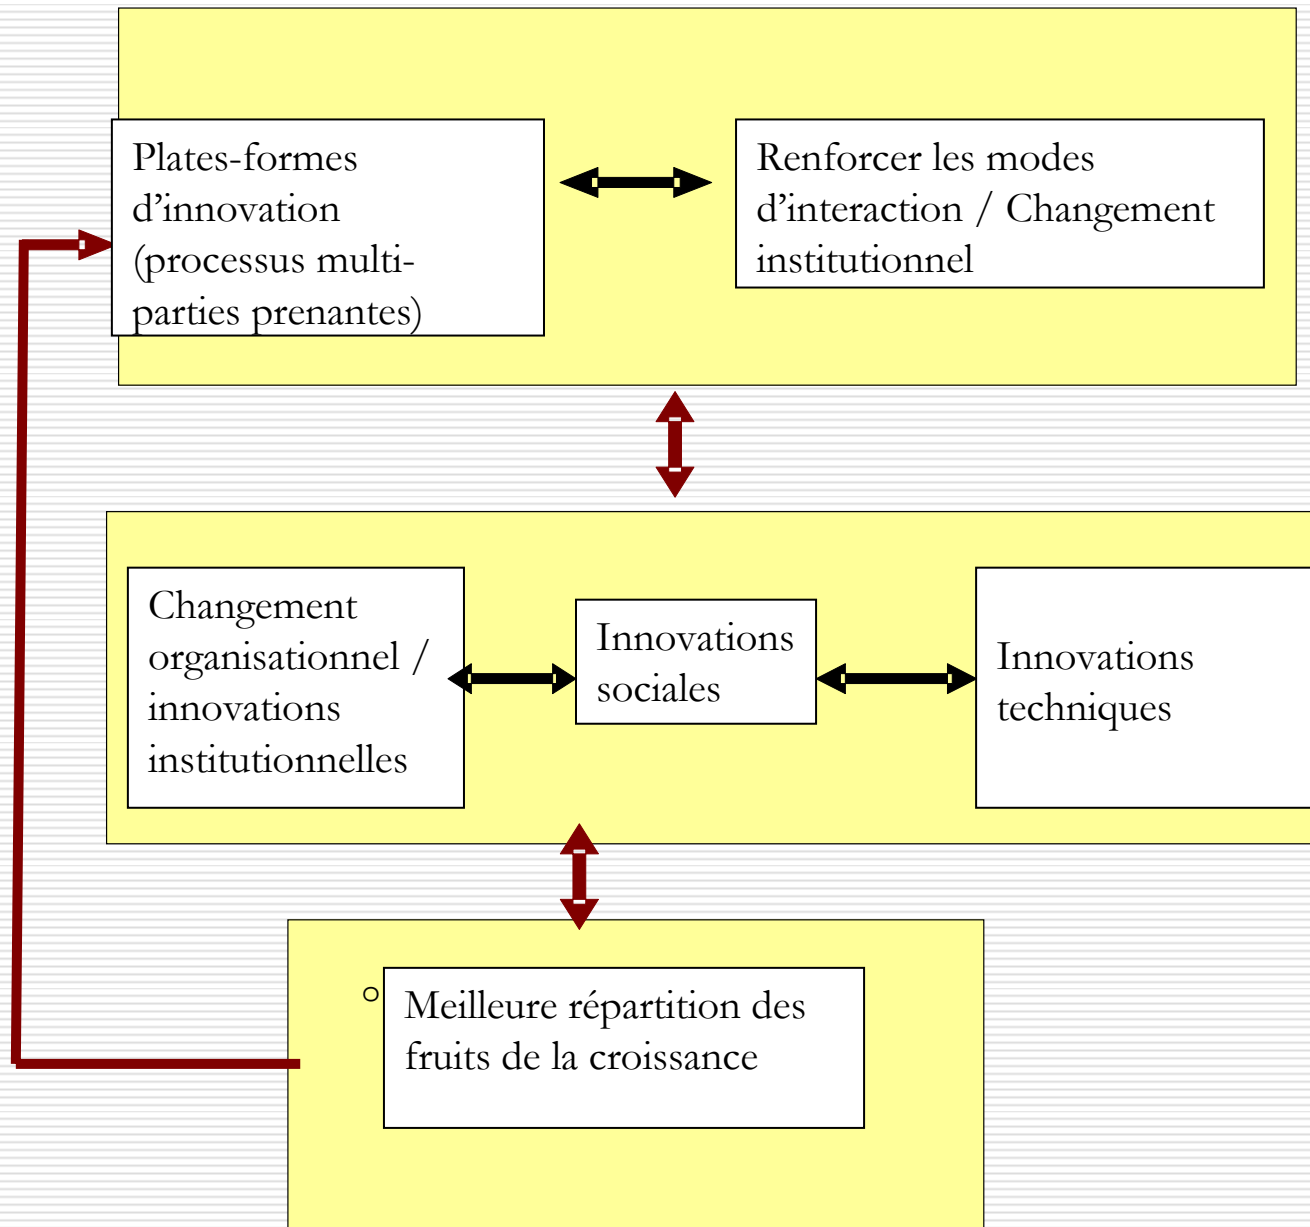 Plates-formes
d’innovation
(processus multi-
parties prenantes)
Renforcer les modes
d’interaction / Changement
institutionnel
Changement
organisationnel /
innovations
institutionnelles
Innovations
sociales
Innovations
techniques
Meilleure répartition des
fruits de la croissance